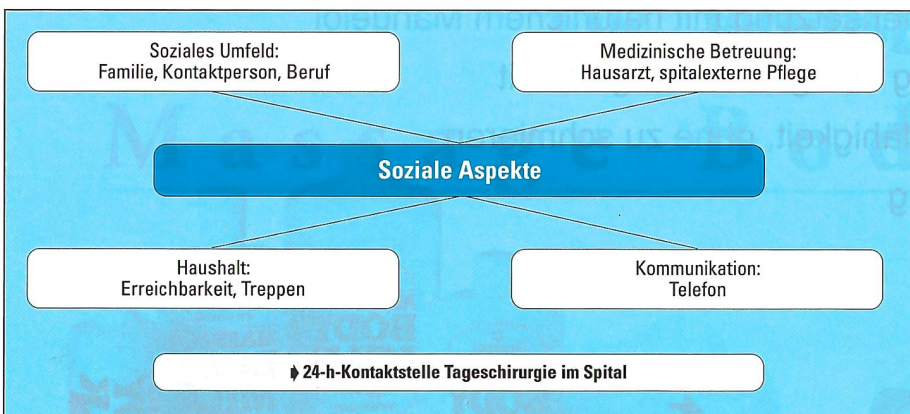 Soziales Umfeld:
Familie, Kontaktperson, Beruf
Medizinische Betreuung:
Hausarzt, spitalexterne Pflege
Soziale Aspekte
Haushalt:
Erreichbarkeit, Treppen
Kommunikation:
Telefon
➧ 24-h-Kontaktstelle Tageschirurgie im Spital